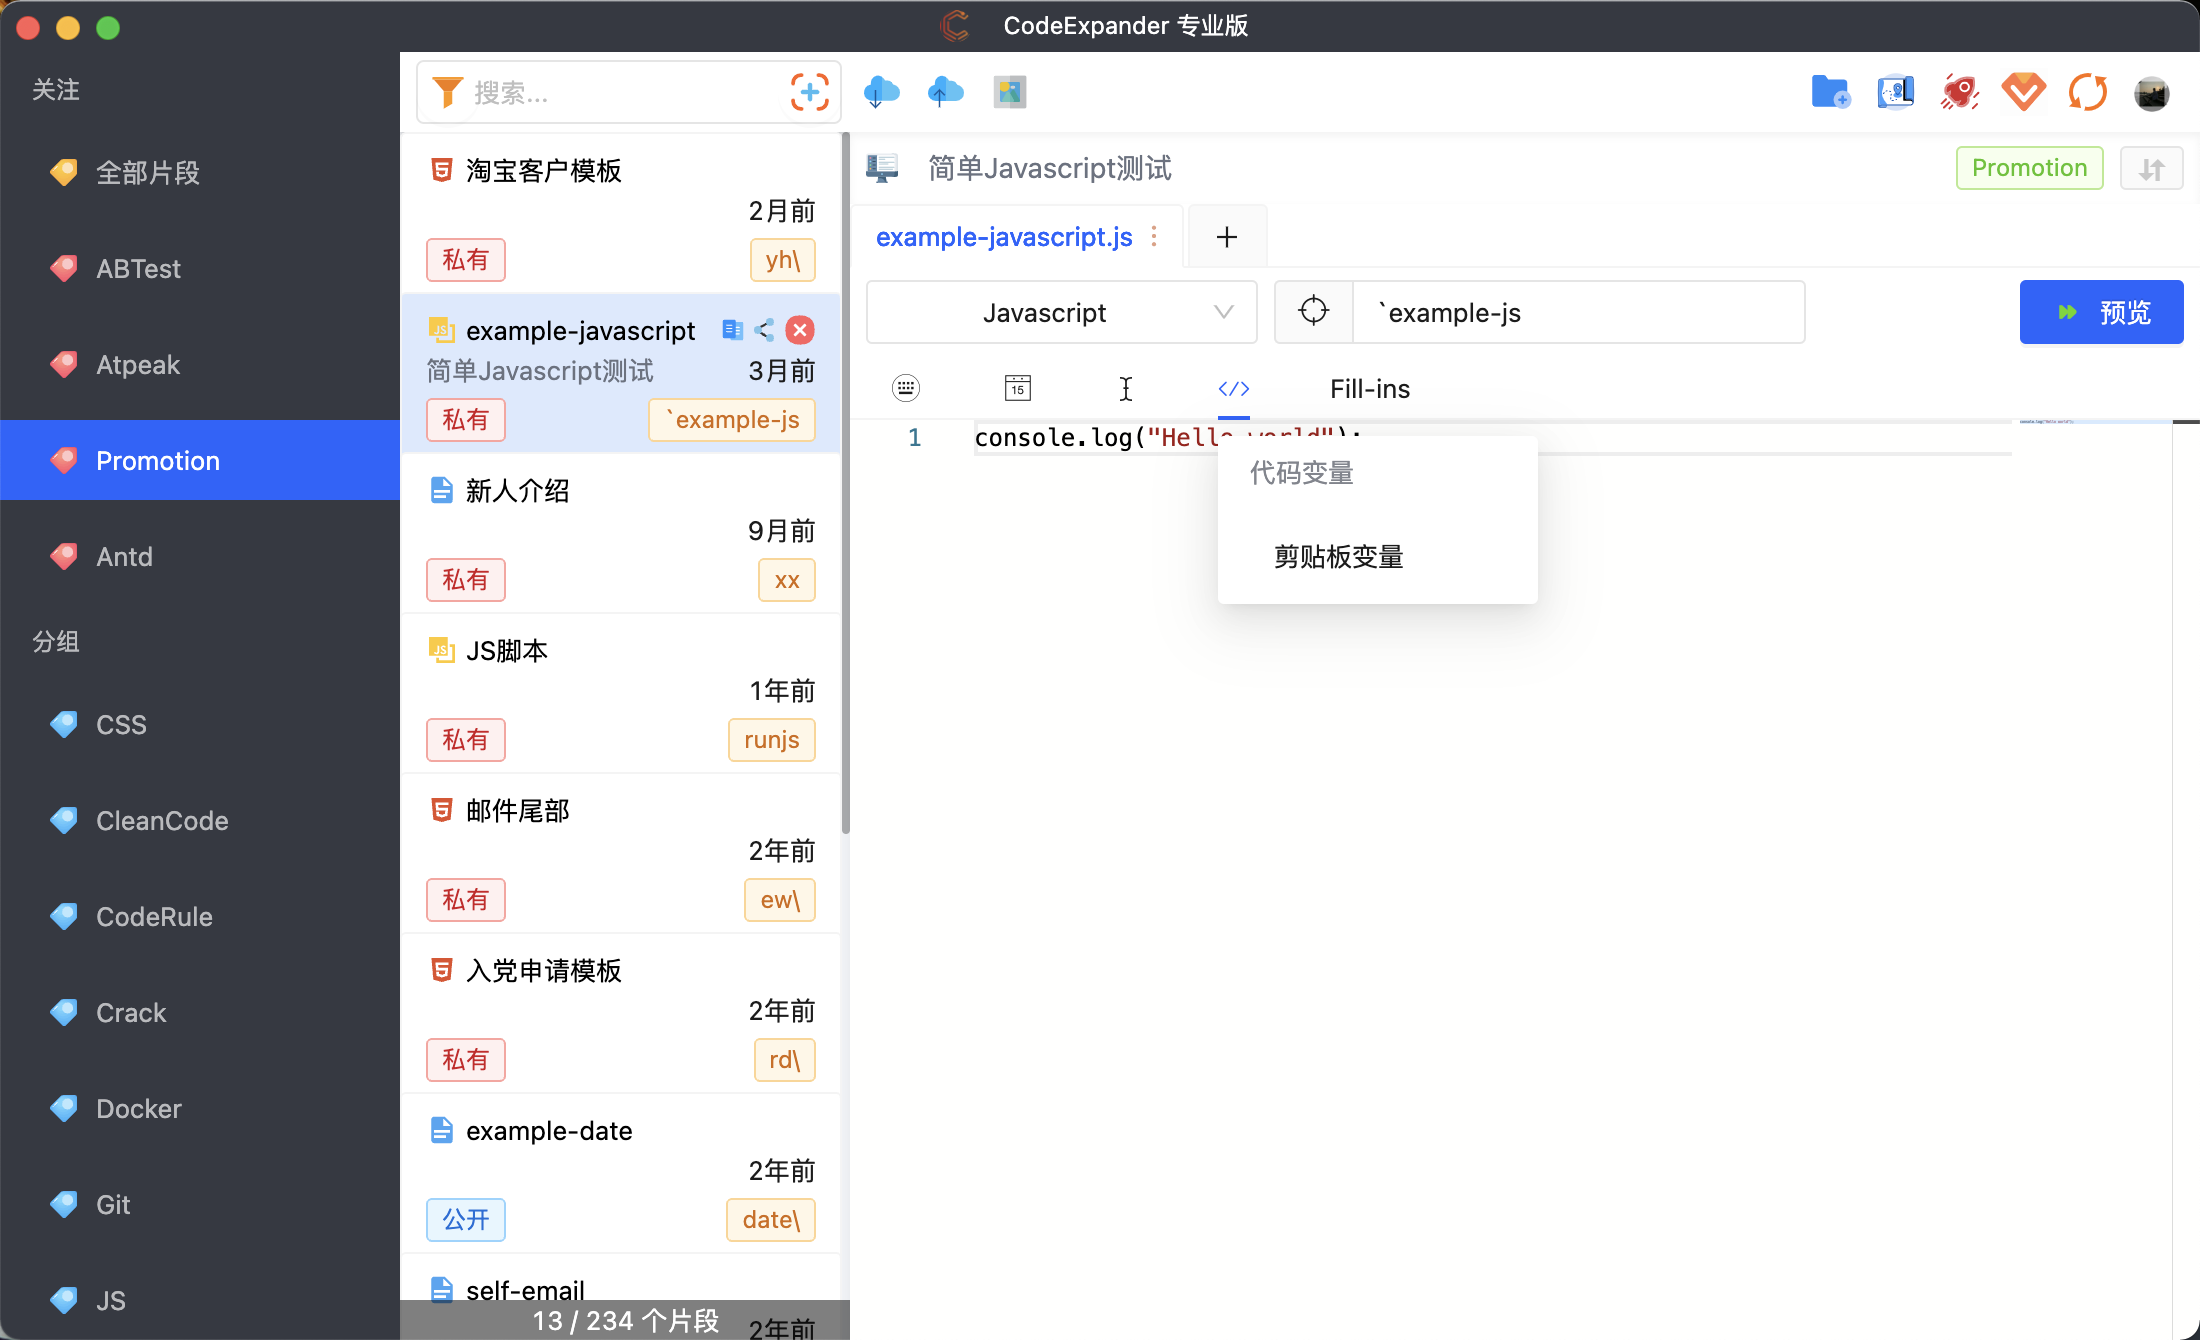 CodeExpander 专业版
关注
全部片段
ABTest
Atpeak
Promotion
Antd
分组
CSS
CleanCode
CodeRule
Crack
Docker
Git
JS
搜索...
淘宝客户模板
2月前
私有
yh\
example-javascript
简单Javascript测试
3月前
私有
`example-js
新人介绍
9月前
私有
xx
JS脚本
1年前
私有
runjs
邮件尾部
2年前
私有
ew\
入党申请模板
2年前
私有
rd\
example-date
2年前
公开
date\
self-email
13 / 234 个片段
2年前
简单Javascript测试
Promotion
example-javascript.js
+
Javascript
`example-js
预览
15
</>
Fill-ins
1
console.log("Hello world");
代码变量
剪贴板变量